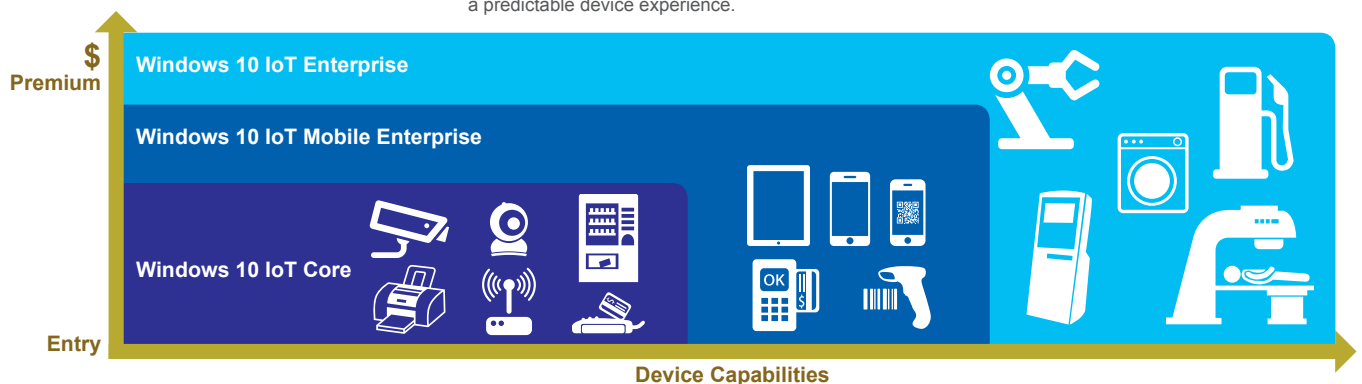 a predictable device experience.
$
Premium
Windows 10 IoT Enterprise
Windows 10 IoT Mobile Enterprise
Windows 10 IoT Core
OK
$
$
Entry
Device Capabilities